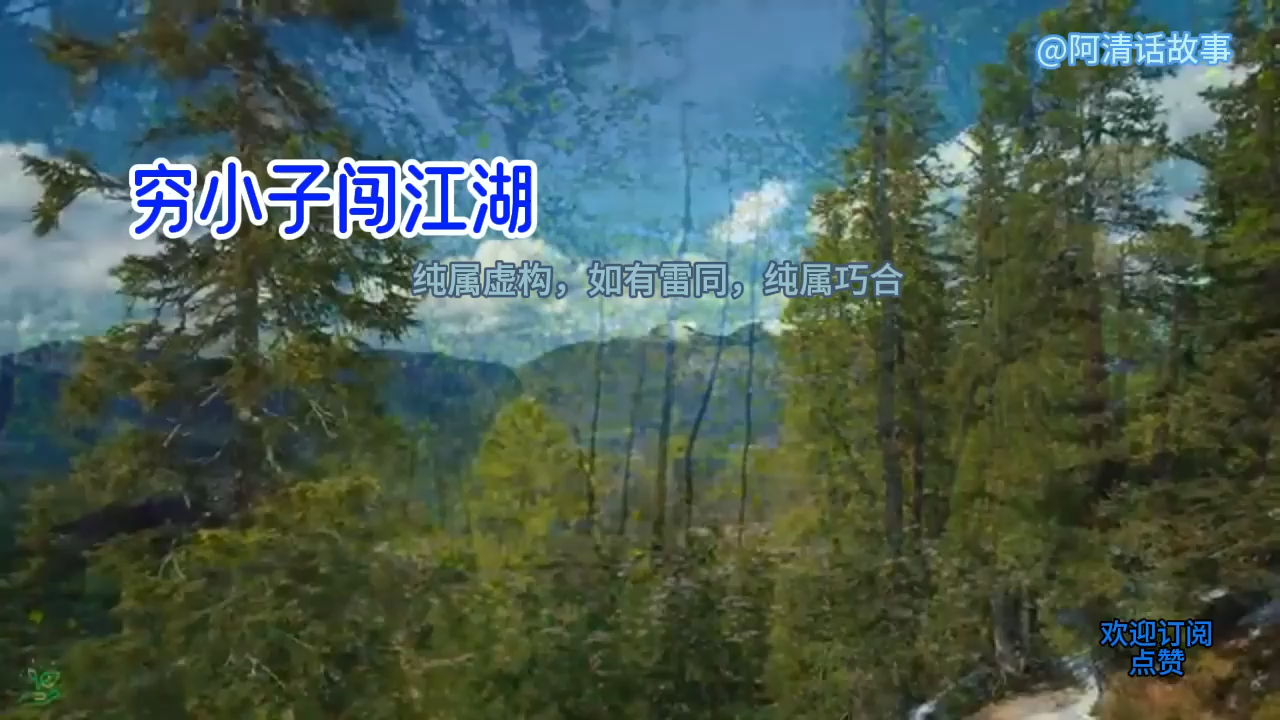 @阿清话故事
穷小子闯江湖
纯属虚构，如有雷同，纯属巧合
欢迎订阅
点赞